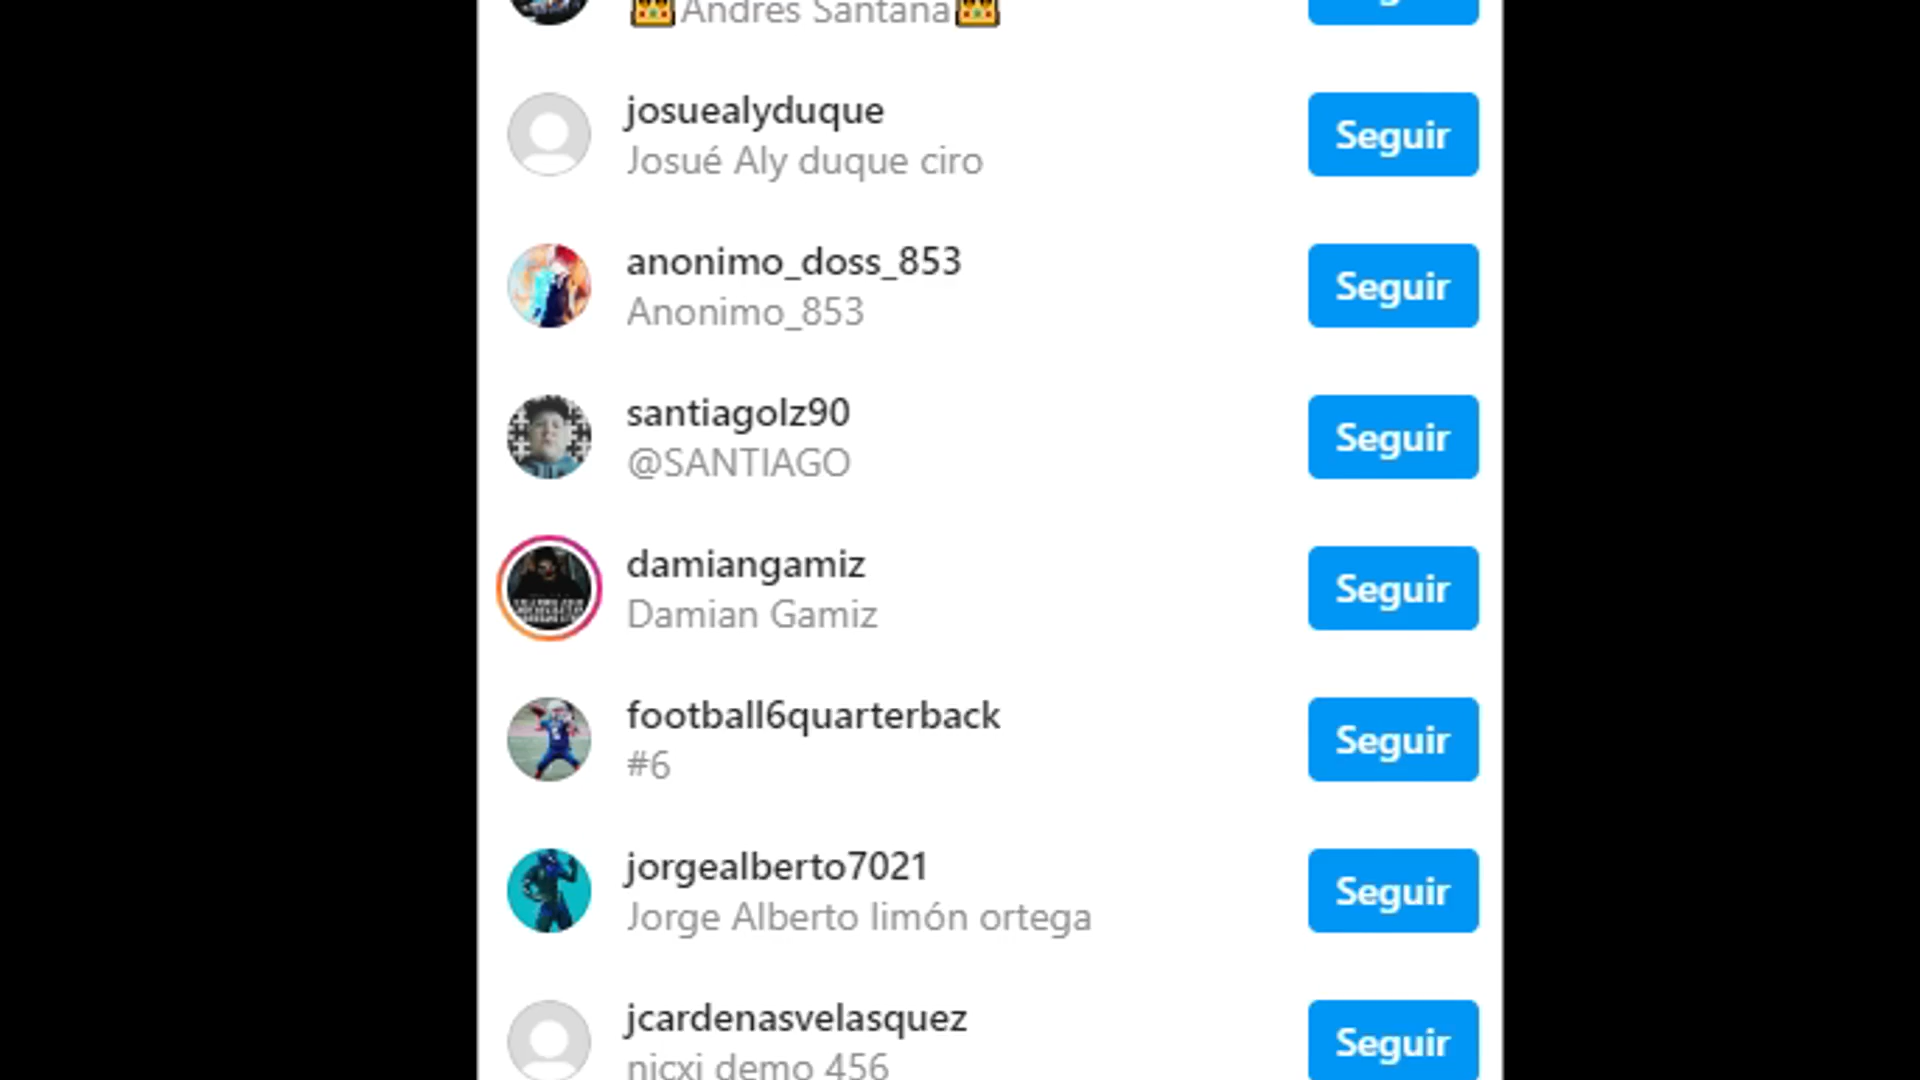 👑Andres Santana👑
josuealyduque
Seguir
Josué Aly duque ciro
anonimo_doss_853
Seguir
Anonimo_853
santiagolz90
Seguir
@SANTIAGO
damiangamiz
Seguir
Damian Gamiz
football6quarterback
Seguir
#6
jorgealberto7021
Seguir
Jorge Alberto limón ortega
jcardenasvelasquez
Seguir
nicxi demo 456